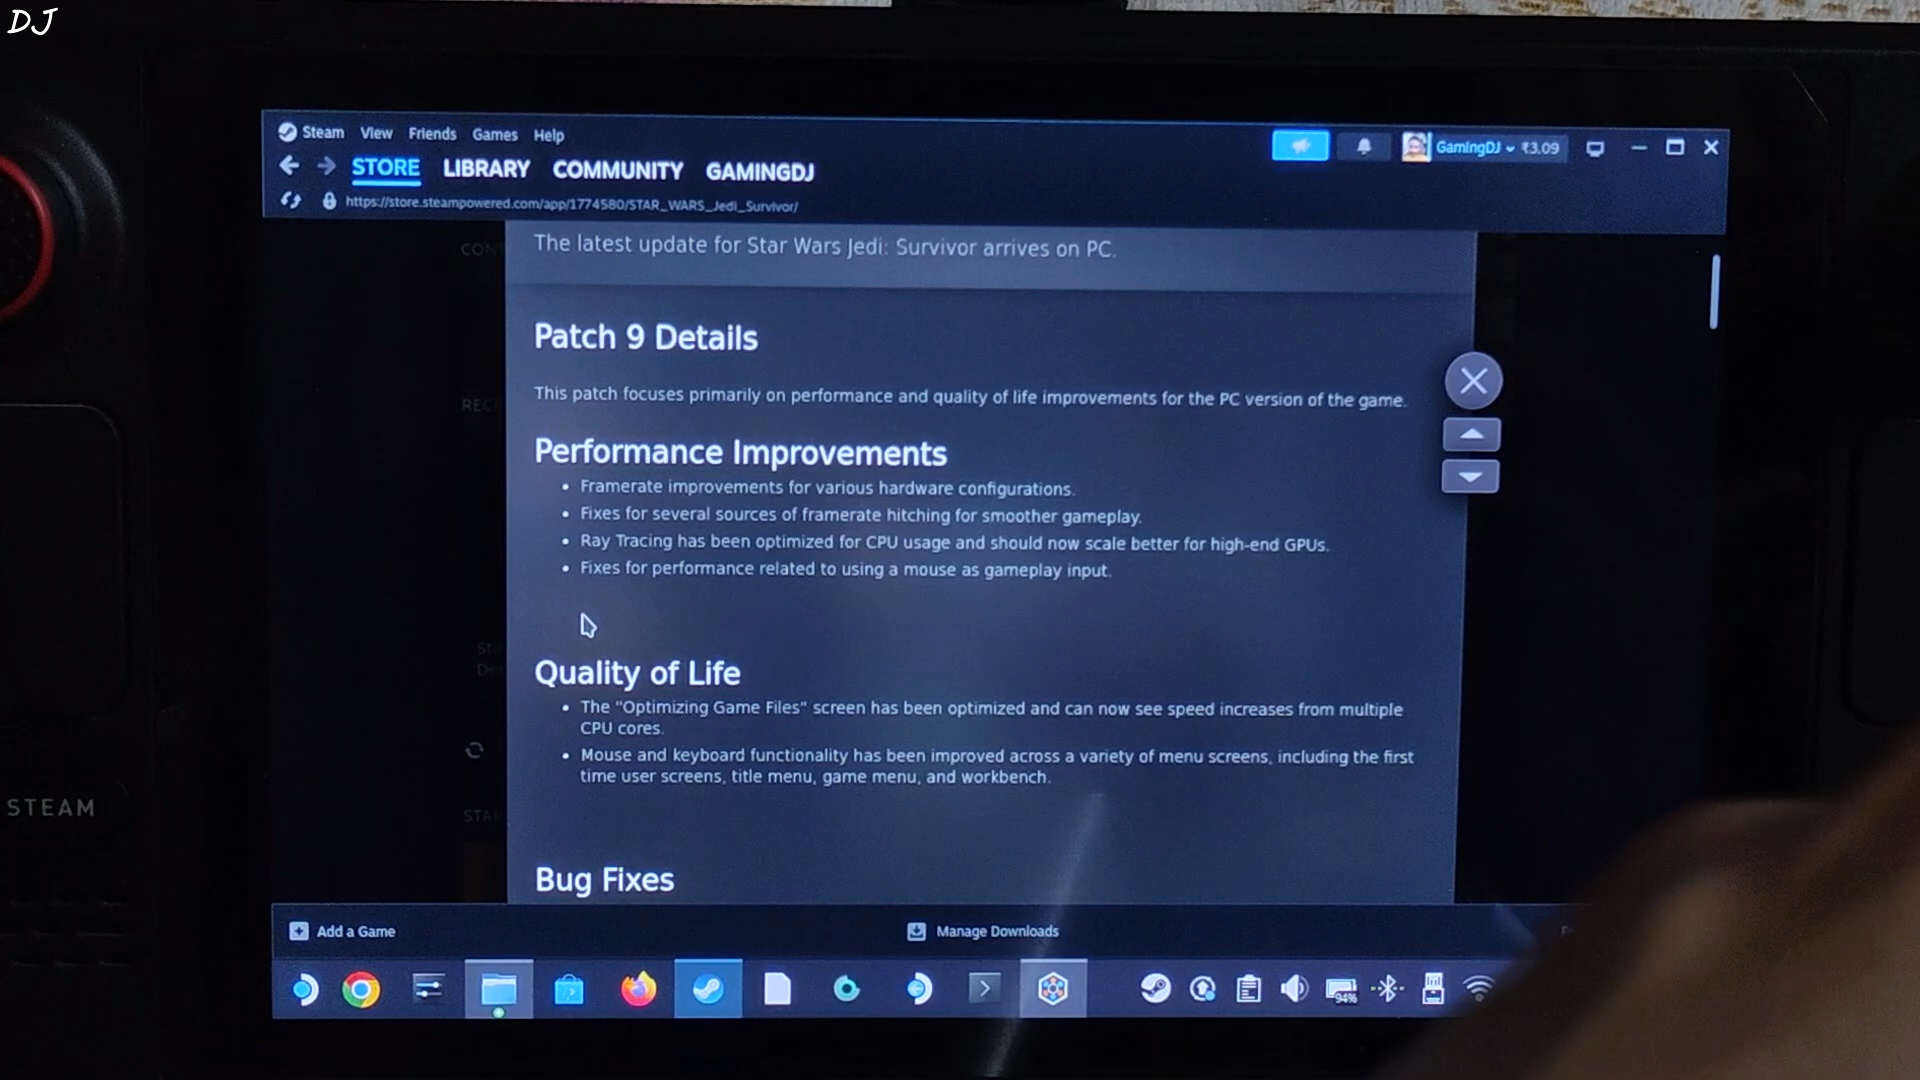 DJ
Steam View Friends Games Help
GamingDJ ₹3.09
STORE LIBRARY COMMUNITY GAMINGDJ
https://store.steampowered.com/app/1774580/STAR_WARS_Jedi_Survivor/
The latest update for Star Wars Jedi: Survivor arrives on PC.
Patch 9 Details
This patch focuses primarily on performance and quality of life improvements for the PC version of the game.
Performance Improvements
• Framerate improvements for various hardware configurations.
• Fixes for several sources of framerate hitching for smoother gameplay.
• Ray Tracing has been optimized for CPU usage and should now scale better for high-end GPUs.
• Fixes for performance related to using a mouse as gameplay input.
Quality of Life
• The “Optimizing Game Files” screen has been optimized and can now see speed increases from multiple
CPU cores.
• Mouse and keyboard functionality has been improved across a variety of menu screens, including the first
time user screens, title menu, game menu, and workbench.
STEAM
Bug Fixes
Add a Game Manage Downloads
94%